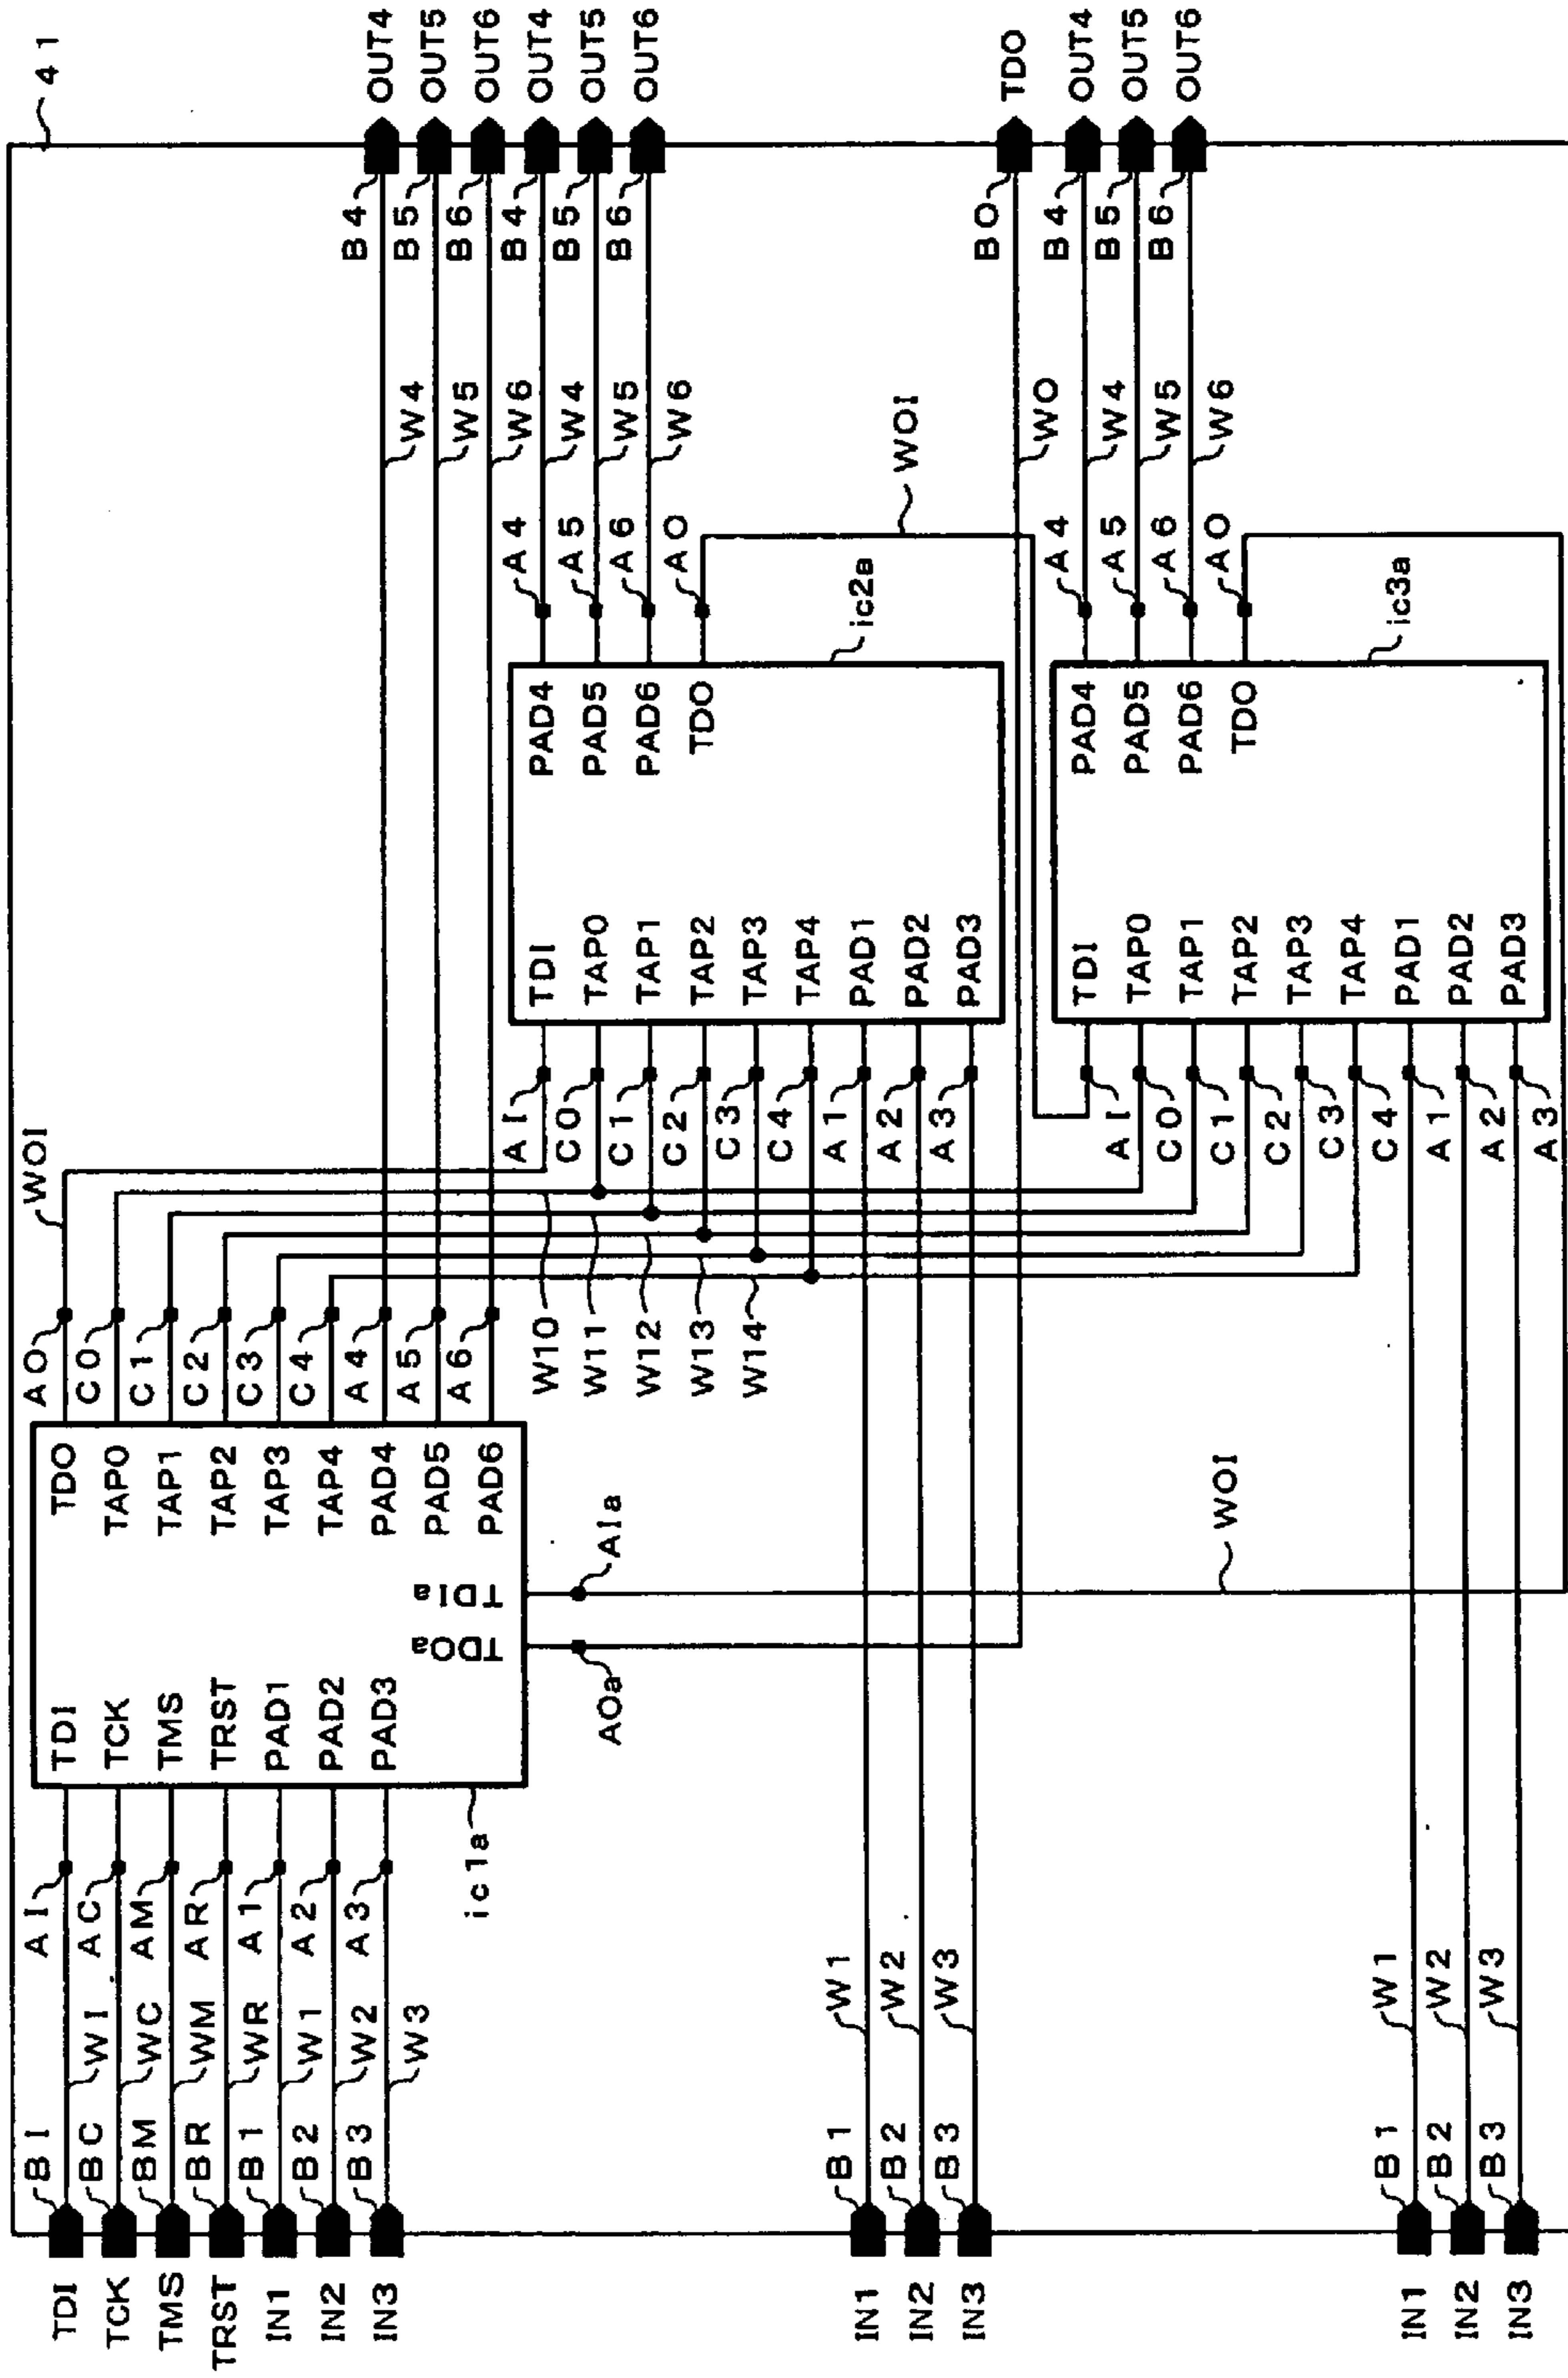 41
TDI
TCK
TMS
TRST
IN1
IN2
IN3
BI
BC
BM
BR
B1
B2
B3
WI
WC
WM
WR
W1
W2
W3
AI
AC
AM
AR
A1
A2
A3
ic1a
TDI
TCK
TMS
TRST
PAD1
PAD2
PAD3
TDOa
TDIa
AOa
AIa
TDO
TAP0
TAP1
TAP2
TAP3
TAP4
PAD4
PAD5
PAD6
AO
C0
C1
C2
C3
C4
A4
A5
A6
WOI
W10
W11
W12
W13
W14
WOI
W4
W5
W6
B4
B5
B6
OUT4
OUT5
OUT6
IN1
IN2
IN3
B1
B2
B3
W1
W2
W3
AI
C0
C1
C2
C3
C4
A1
A2
A3
TDI
TAP0
TAP1
TAP2
TAP3
TAP4
PAD1
PAD2
PAD3
PAD4
PAD5
PAD6
TDO
ic2a
A4
A5
A6
AO
WOI
W4
W5
W6
B4
B5
B6
OUT4
OUT5
OUT6
WO
BO
TDO
IN1
IN2
IN3
B1
B2
B3
W1
W2
W3
AI
C0
C1
C2
C3
C4
A1
A2
A3
TDI
TAP0
TAP1
TAP2
TAP3
TAP4
PAD1
PAD2
PAD3
PAD4
PAD5
PAD6
TDO
ic3a
A4
A5
A6
AO
W4
W5
W6
B4
B5
B6
OUT4
OUT5
OUT6